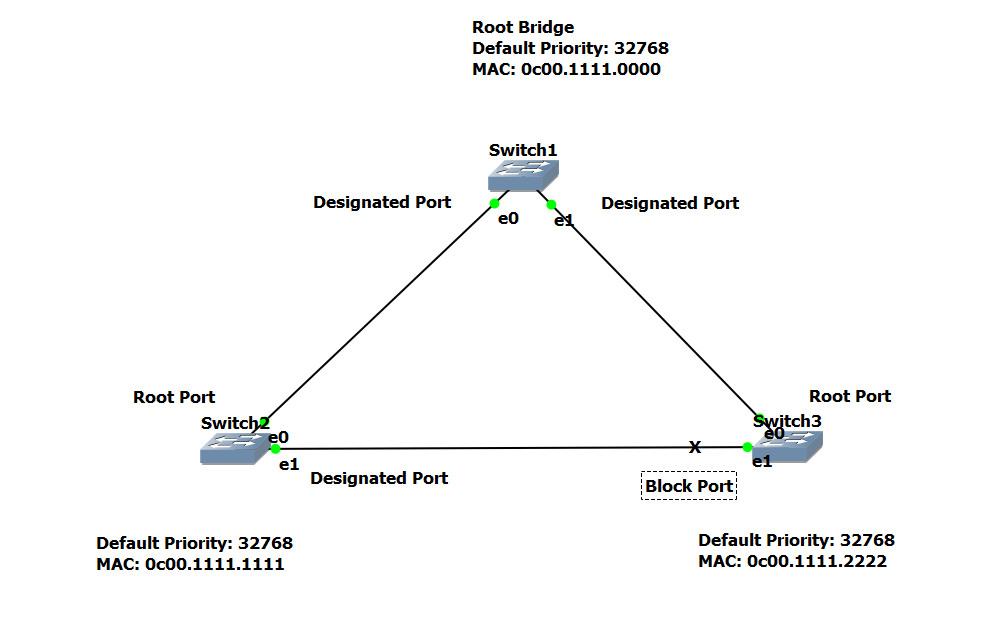 Root Bridge
Default Priority: 32768
MAC: 0c00.1111.0000
Switch1
Designated Port
Designated Port
e0
e1
Root Port
Root Port
Switch2
Switch3
e0
e0
X
e1
e1
Designated Port
Block Port
Default Priority: 32768
MAC: 0c00.1111.1111
Default Priority: 32768
MAC: 0c00.1111.2222